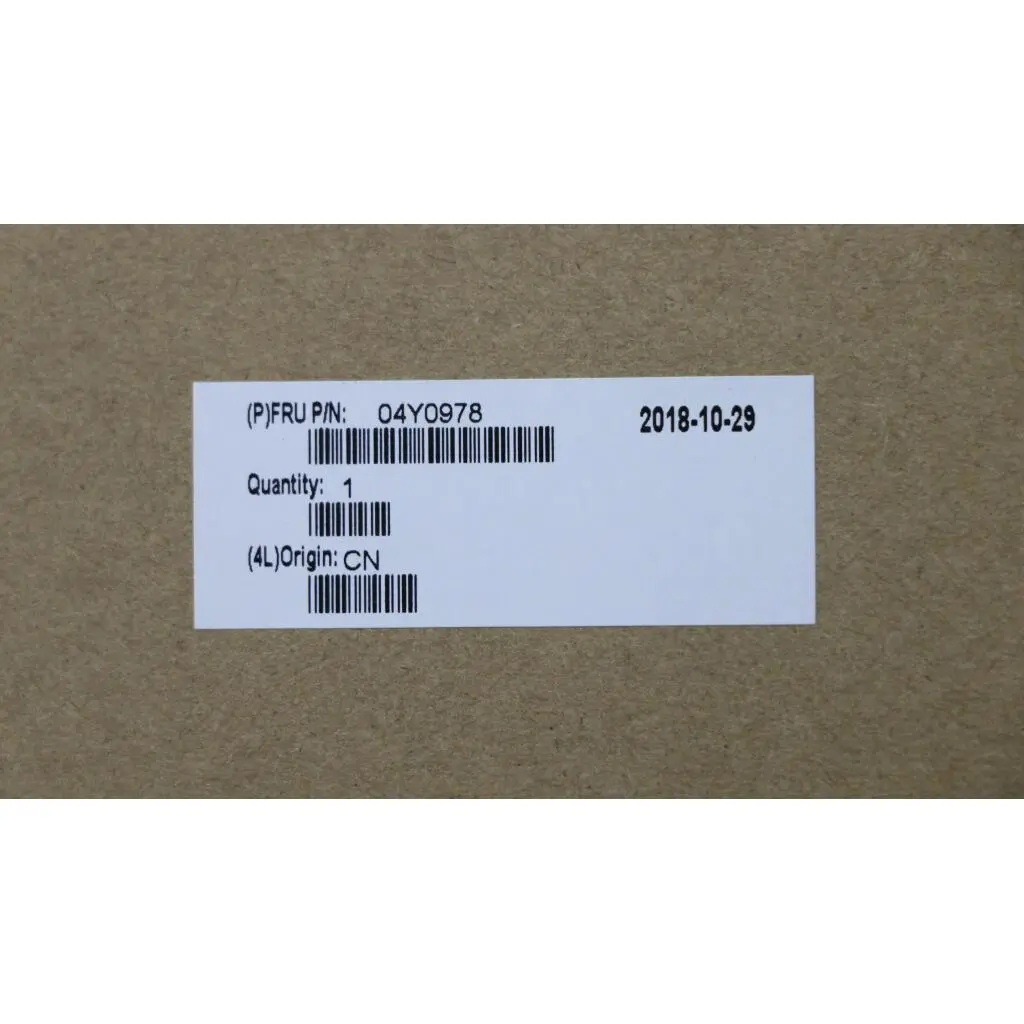 (P)FRU P/N: 04Y0978 2018-10-29
Quantity: 1
(4L)Origin: CN